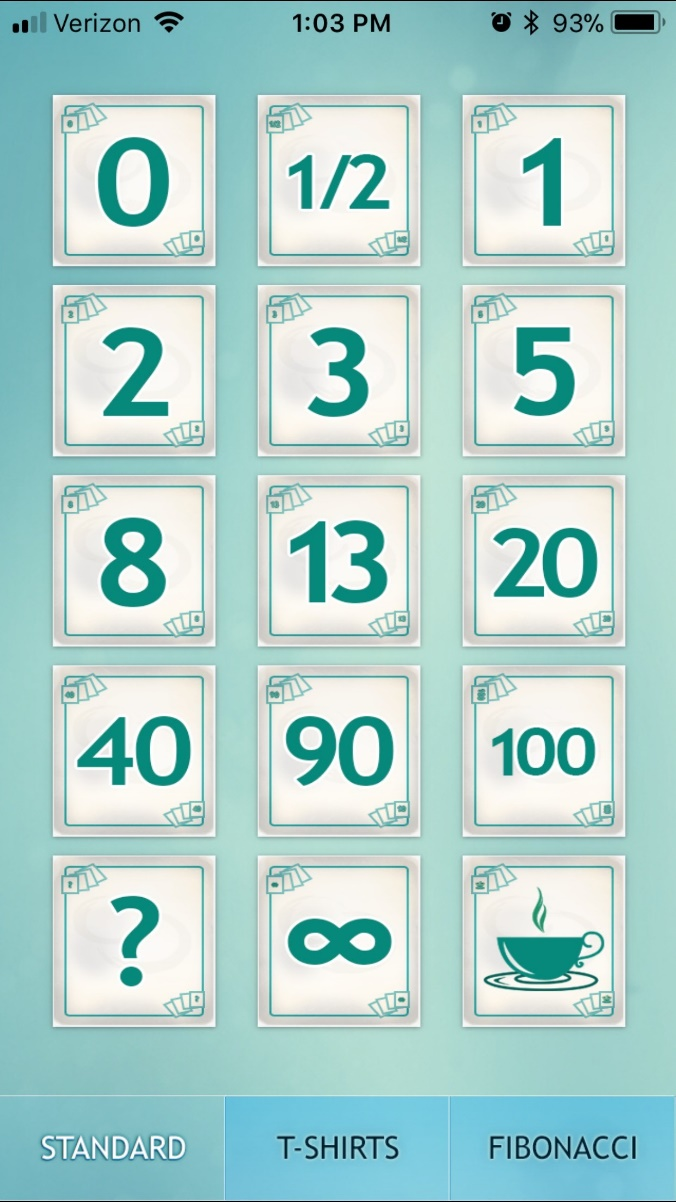 Verizon 1:03 PM 93%
0 1/2 1
2 3 5
8 13 20
40 90 100
? ∞
STANDARD T-SHIRTS FIBONACCI